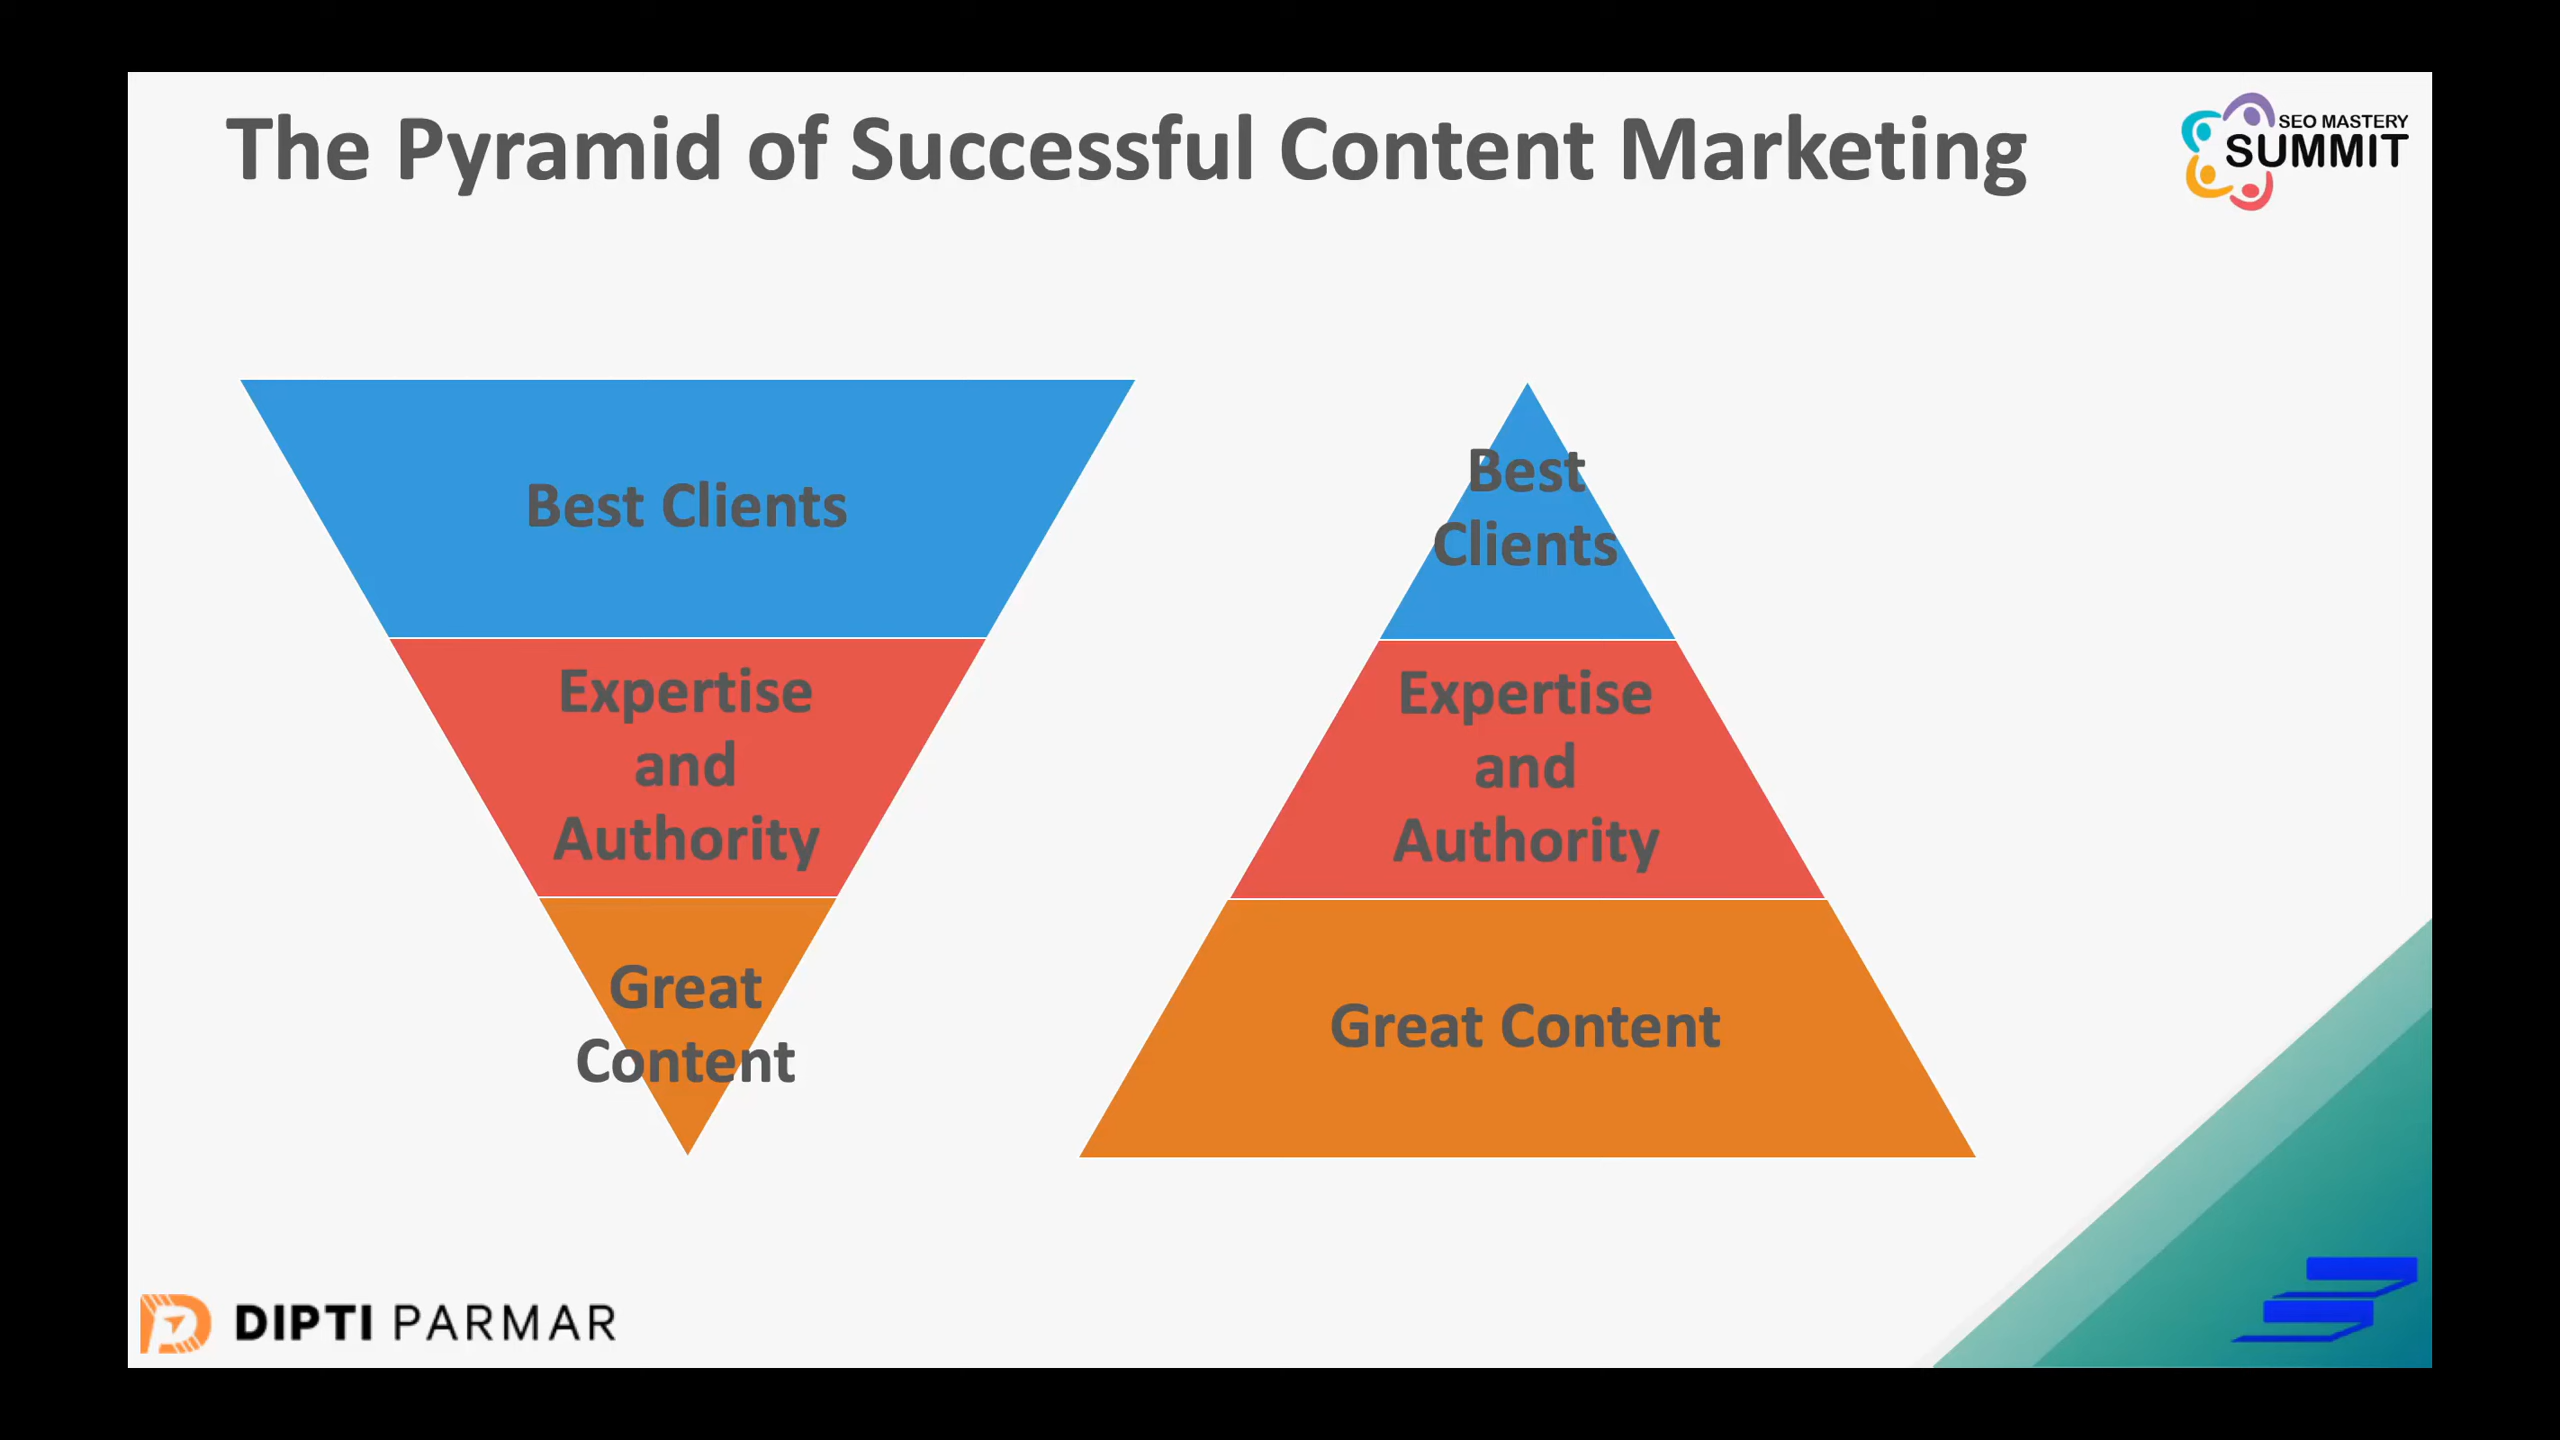 The Pyramid of Successful Content Marketing
SEO MASTERY
SUMMIT
Best Clients
Expertise
and
Authority
Great
Content
Best
Clients
Expertise
and
Authority
Great Content
DIPTI PARMAR